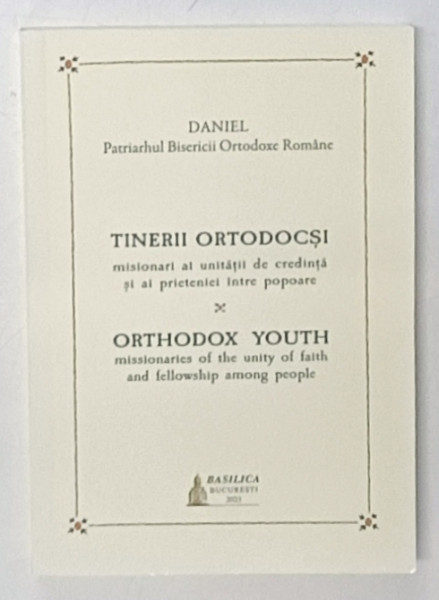 DANIEL
Patriarhul Bisericii Ortodoxe Române
TINERII ORTODOCȘI
misionari ai unității de credință
și ai prieteniei între popoare
ORTHODOX YOUTH
missionaries of the unity of faith
and fellowship among people
BASILICA
BUCUREȘTI